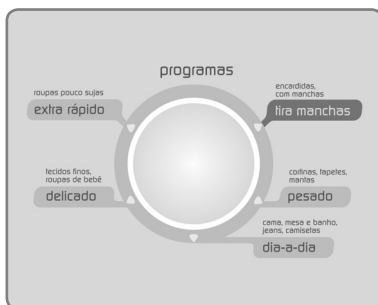 programas
roupas pouco sujas
extra rápido
encardidas,
com manchas
tira manchas
tecidos finos,
roupas de bebê
delicado
cortinas, tapetes,
mantas
pesado
cama, mesa e banho,
jeans, camisetas
dia-a-dia